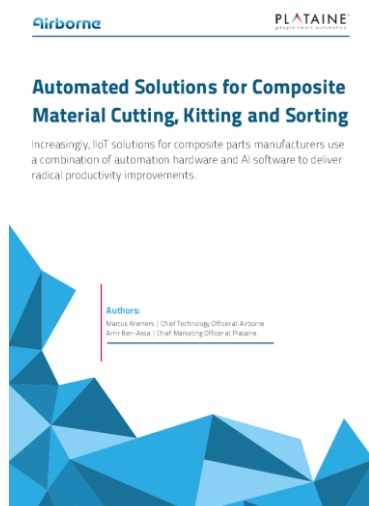 Airborne
PLATAINE
people-smart automation
Automated Solutions for Composite
Material Cutting, Kitting and Sorting
Increasingly, IIoT solutions for composite parts manufacturers use
a combination of automation hardware and AI software to deliver
radical productivity improvements.
Authors:
Marcus Kremers | Chief Technology Officer at Airborne
Amir Ben-Assa | Chief Marketing Officer at Plataine